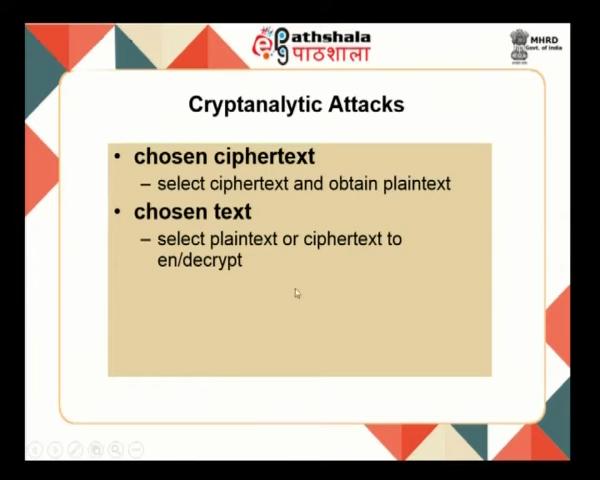 ePG Pathshala
पाठशाला
MHRD
Govt. of India
Cryptanalytic Attacks
• chosen ciphertext
– select ciphertext and obtain plaintext
• chosen text
– select plaintext or ciphertext to
en/decrypt